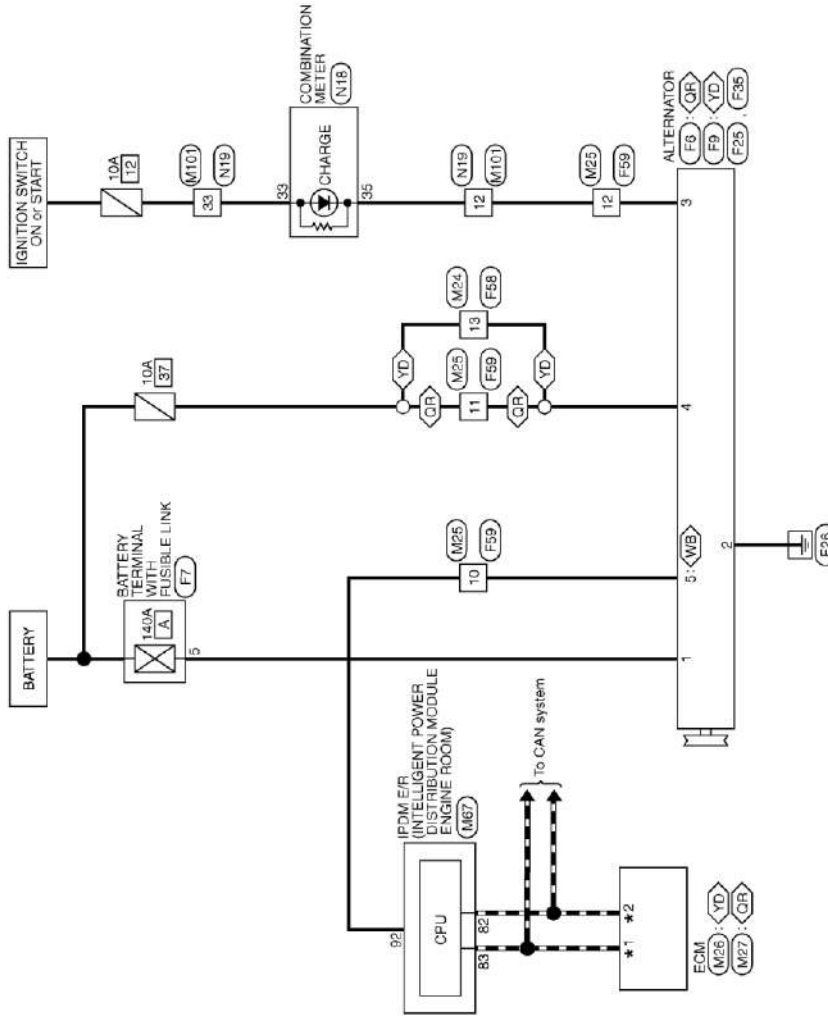 BATTERY
IGNITION SWITCH
ON or START
BATTERY
TERMINAL
WITH
FUSIBLE LINK
F7
140A
A
5
10A
37
10A
12
M101
33
N19
COMBINATION
METER
N18
33
CHARGE
35
IPDM E/R
(INTELLIGENT POWER
DISTRIBUTION MODULE
ENGINE ROOM)
M67
92
CPU
83
82
To CAN system
*1
*2
ECM
M26 : YD
M27 : QR
M25
10
F59
YD
QR
M25
11
F59
QR
M24
13
F58
YD
N19
12
M101
M25
12
F59
1
5 : WB
4
3
2
ALTERNATOR
F6 : QR
F9 : YD
F25 , F35